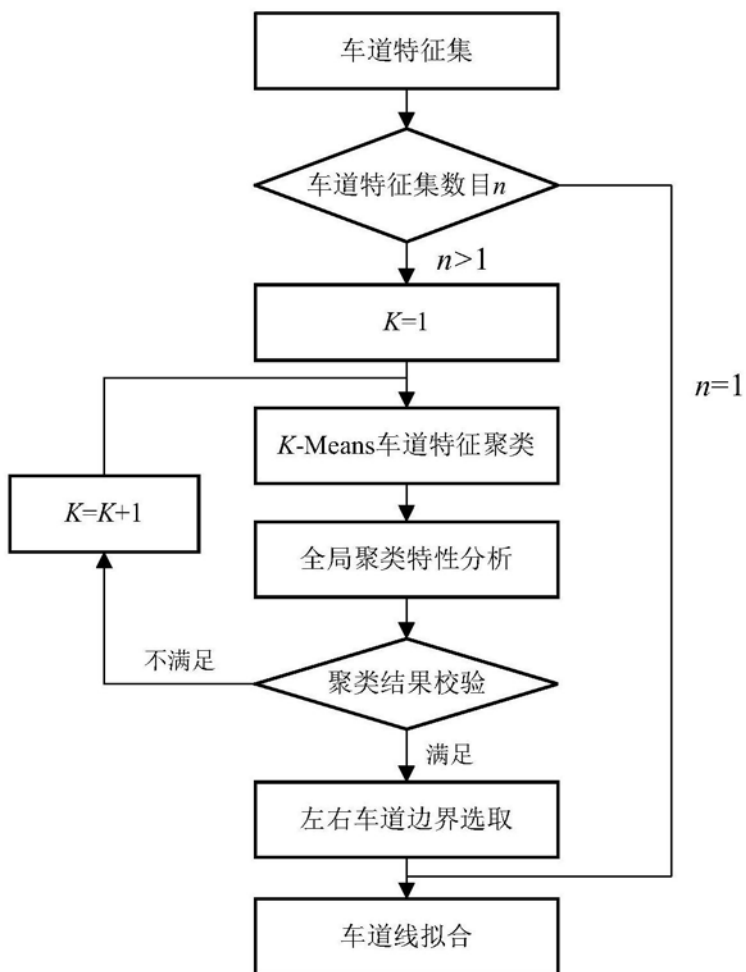 车道特征集
车道特征集数目n
n>1
K=1
n=1
K-Means车道特征聚类
K=K+1
全局聚类特性分析
不满足
聚类结果校验
满足
左右车道边界选取
车道线拟合